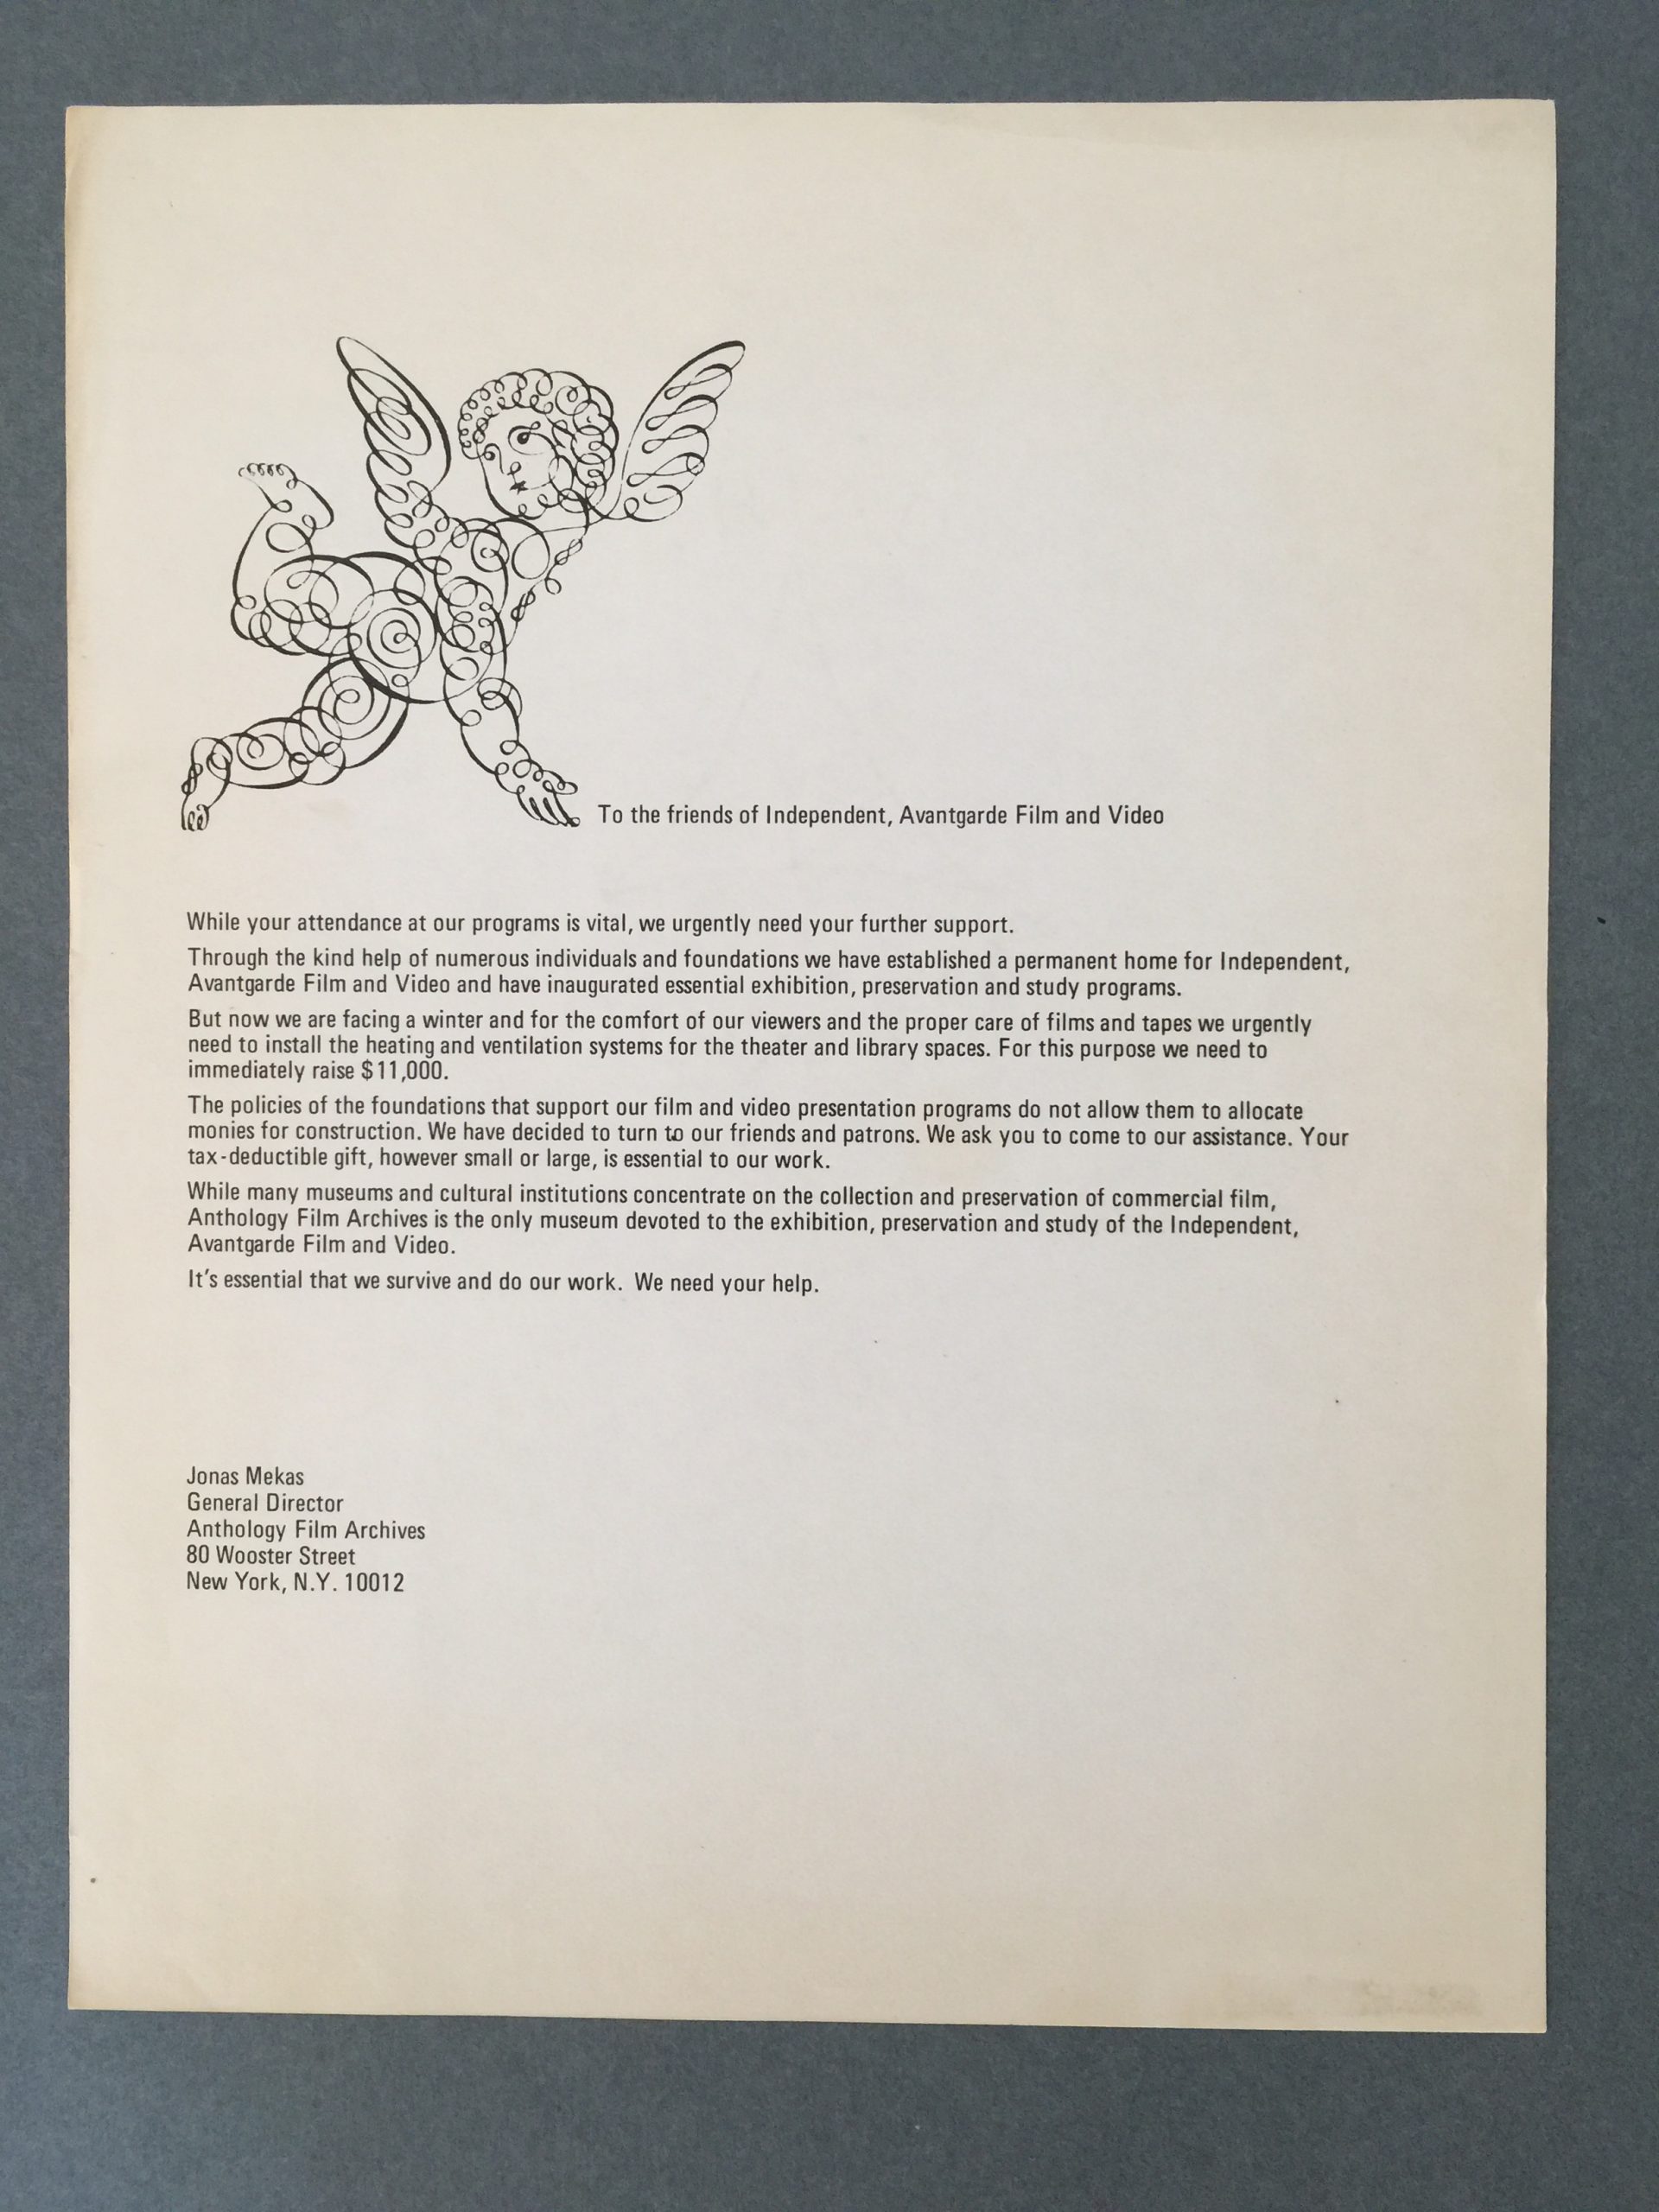 To the friends of Independent, Avantgarde Film and Video
While your attendance at our programs is vital, we urgently need your further support.
Through the kind help of numerous individuals and foundations we have established a permanent home for Independent,
Avantgarde Film and Video and have inaugurated essential exhibition, preservation and study programs.
But now we are facing a winter and for the comfort of our viewers and the proper care of films and tapes we urgently
need to install the heating and ventilation systems for the theater and library spaces. For this purpose we need to
immediately raise $11,000.
The policies of the foundations that support our film and video presentation programs do not allow them to allocate
monies for construction. We have decided to turn to our friends and patrons. We ask you to come to our assistance. Your
tax-deductible gift, however small or large, is essential to our work.
While many museums and cultural institutions concentrate on the collection and preservation of commercial film,
Anthology Film Archives is the only museum devoted to the exhibition, preservation and study of the Independent,
Avantgarde Film and Video.
It's essential that we survive and do our work. We need your help.
Jonas Mekas
General Director
Anthology Film Archives
80 Wooster Street
New York, N.Y. 10012